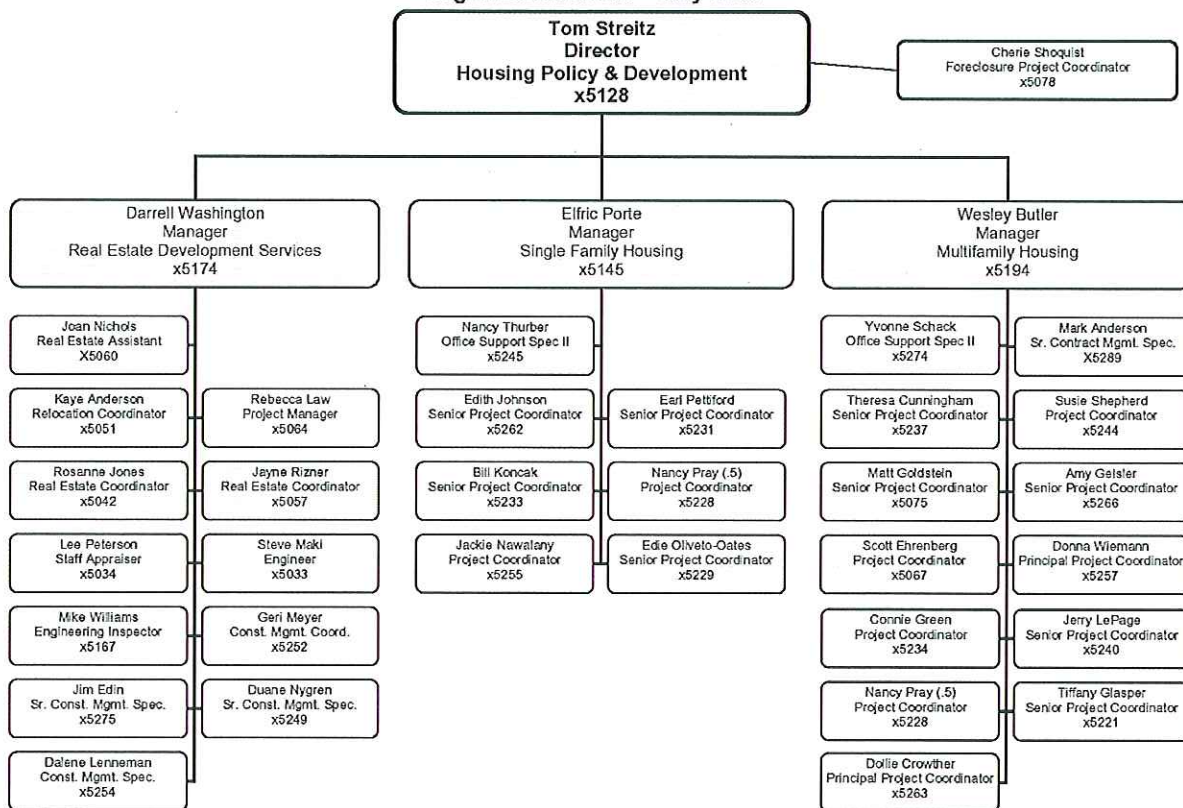 Tom Streitz
Director
Housing Policy & Development
x5128
Cherie Shoquist
Foreclosure Project Coordinator
x5078
Darrell Washington
Manager
Real Estate Development Services
x5174
Elfric Porte
Manager
Single Family Housing
x5145
Wesley Butler
Manager
Multifamily Housing
x5194
Joan Nichols
Real Estate Assistant
X5060
Kaye Anderson
Relocation Coordinator
x5051
Rebecca Law
Project Manager
x5064
Rosanne Jones
Real Estate Coordinator
x5042
Jayne Rizner
Real Estate Coordinator
x5057
Lee Peterson
Staff Appraiser
x5034
Steve Maki
Engineer
x5033
Mike Williams
Engineering Inspector
x5167
Geri Meyer
Const. Mgmt. Coord.
x5252
Jim Edin
Sr. Const. Mgmt. Spec.
x5275
Duane Nygren
Sr. Const. Mgmt. Spec.
x5249
Dalene Lenneman
Const. Mgmt. Spec.
x5254
Nancy Thurber
Office Support Spec II
x5245
Edith Johnson
Senior Project Coordinator
x5262
Earl Pettiford
Senior Project Coordinator
x5231
Bill Koncak
Senior Project Coordinator
x5233
Nancy Pray (.5)
Project Coordinator
x5228
Jackie Nawalany
Project Coordinator
x5255
Edie Oliveto-Oates
Senior Project Coordinator
x5229
Yvonne Schack
Office Support Spec II
x5274
Mark Anderson
Sr. Contract Mgmt. Spec.
X5289
Theresa Cunningham
Senior Project Coordinator
x5237
Susie Shepherd
Project Coordinator
x5244
Matt Goldstein
Senior Project Coordinator
x5075
Amy Geisler
Senior Project Coordinator
x5266
Scott Ehrenberg
Project Coordinator
x5067
Donna Wiemann
Principal Project Coordinator
x5257
Connie Green
Project Coordinator
x5234
Jerry LePage
Senior Project Coordinator
x5240
Nancy Pray (.5)
Project Coordinator
x5228
Tiffany Glasper
Senior Project Coordinator
x5221
Dollie Crowther
Principal Project Coordinator
x5263